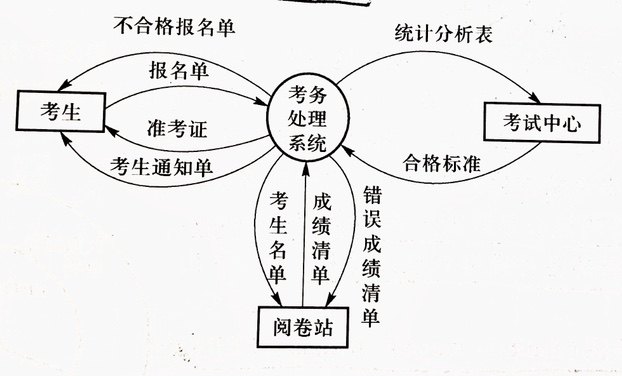 不合格报名单
统计分析表
报名单
考生
考务
处理
系统
考试中心
准考证
考生通知单
合格标准
考生名单
成绩清单
错误成绩清单
阅卷站